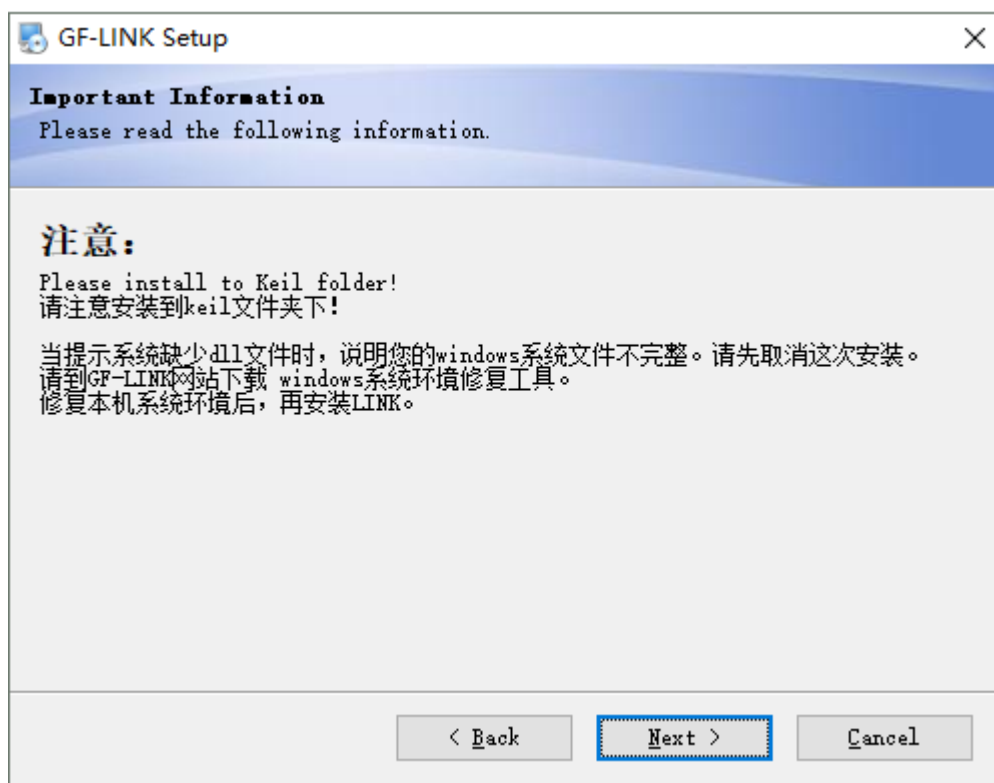 GF-LINK Setup
Important Information
Please read the following information.
注意：
Please install to Keil folder!
请注意安装到keil文件夹下！
当提示系统缺少dll文件时，说明您的windows系统文件不完整。请先取消这次安装。
请到GF-LINK网站下载 windows系统环境修复工具。
修复本机系统环境后，再安装LINK。
< Back
Next >
Cancel